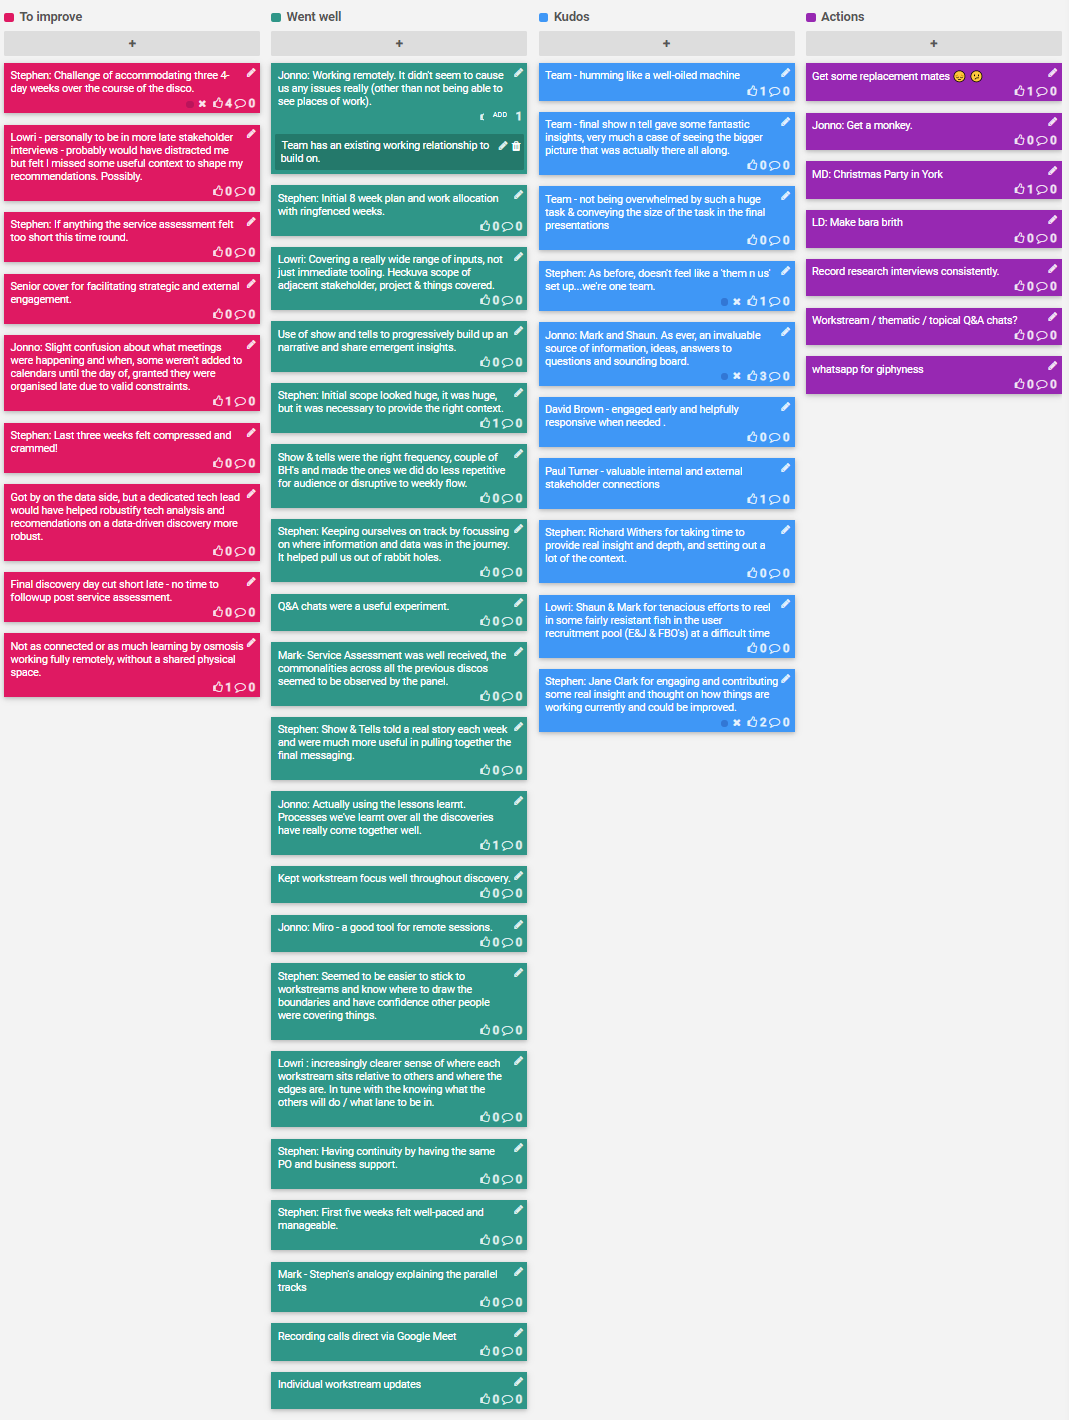 To improve
+
Stephen: Challenge of accommodating three 4-
day weeks over the course of the disco.
4 0
Lowri - personally to be in more late stakeholder
interviews - probably would have distracted me
but felt I missed some useful context to shape my
recommendations. Possibly.
0 0
Stephen: If anything the service assessment felt
too short this time round.
0 0
Senior cover for facilitating strategic and external
engagement.
0 0
Jonno: Slight confusion about what meetings
were happening and when, some weren't added to
calendars until the day of, granted they were
organised late due to valid constraints.
1 0
Stephen: Last three weeks felt compressed and
crammed!
0 0
Got by on the data side, but a dedicated tech lead
would have helped robustify tech analysis and
recomendations on a data-driven discovery more
robust.
0 0
Final discovery day cut short late - no time to
followup post service assessment.
0 0
Not as connected or as much learning by osmosis
working fully remotely, without a shared physical
space.
1 0
Went well
+
Jonno: Working remotely. It didn't seem to cause
us any issues really (other than not being able to
see places of work).
ADD 1
Team has an existing working relationship to
build on.
Stephen: Initial 8 week plan and work allocation
with ringfenced weeks.
0 0
Lowri: Covering a really wide range of inputs, not
just immediate tooling. Heckuva scope of
adjacent stakeholder, project & things covered.
0 0
Use of show and tells to progressively build up an
narrative and share emergent insights.
0 0
Stephen: Initial scope looked huge, it was huge,
but it was necessary to provide the right context.
1 0
Show & tells were the right frequency, couple of
BH's and made the ones we did do less repetitive
for audience or disruptive to weekly flow.
0 0
Stephen: Keeping ourselves on track by focussing
on where information and data was in the journey.
It helped pull us out of rabbit holes.
0 0
Q&A chats were a useful experiment.
0 0
Mark- Service Assessment was well received, the
commonalities across all the previous discos
seemed to be observed by the panel.
0 0
Stephen: Show & Tells told a real story each week
and were much more useful in pulling together the
final messaging.
0 0
Jonno: Actually using the lessons learnt.
Processes we've learnt over all the discoveries
have really come together well.
1 0
Kept workstream focus well throughout discovery.
0 0
Jonno: Miro - a good tool for remote sessions.
0 0
Stephen: Seemed to be easier to stick to
workstreams and know where to draw the
boundaries and have confidence other people
were covering things.
0 0
Lowri : increasingly clearer sense of where each
workstream sits relative to others and where the
edges are. In tune with the knowing what the
others will do / what lane to be in.
0 0
Stephen: Having continuity by having the same
PO and business support.
0 0
Stephen: First five weeks felt well-paced and
manageable.
0 0
Mark - Stephen's analogy explaining the parallel
tracks
0 0
Recording calls direct via Google Meet
0 0
Individual workstream updates
0 0
Kudos
+
Team - humming like a well-oiled machine
1 0
Team - final show n tell gave some fantastic
insights, very much a case of seeing the bigger
picture that was actually there all along.
0 0
Team - not being overwhelmed by such a huge
task & conveying the size of the task in the final
presentations
0 0
Stephen: As before, doesn't feel like a 'them n us'
set up...we're one team.
1 0
Jonno: Mark and Shaun. As ever, an invaluable
source of information, ideas, answers to
questions and sounding board.
3 0
David Brown - engaged early and helpfully
responsive when needed .
0 0
Paul Turner - valuable internal and external
stakeholder connections
1 0
Stephen: Richard Withers for taking time to
provide real insight and depth, and setting out a
lot of the context.
0 0
Lowri: Shaun & Mark for tenacious efforts to reel
in some fairly resistant fish in the user
recruitment pool (E&J & FBO's) at a difficult time
0 0
Stephen: Jane Clark for engaging and contributing
some real insight and thought on how things are
working currently and could be improved.
2 0
Actions
+
Get some replacement mates 😞 😕
1 0
Jonno: Get a monkey.
0 0
MD: Christmas Party in York
1 0
LD: Make bara brith
0 0
Record research interviews consistently.
0 0
Workstream / thematic / topical Q&A chats?
0 0
whatsapp for giphyness
0 0